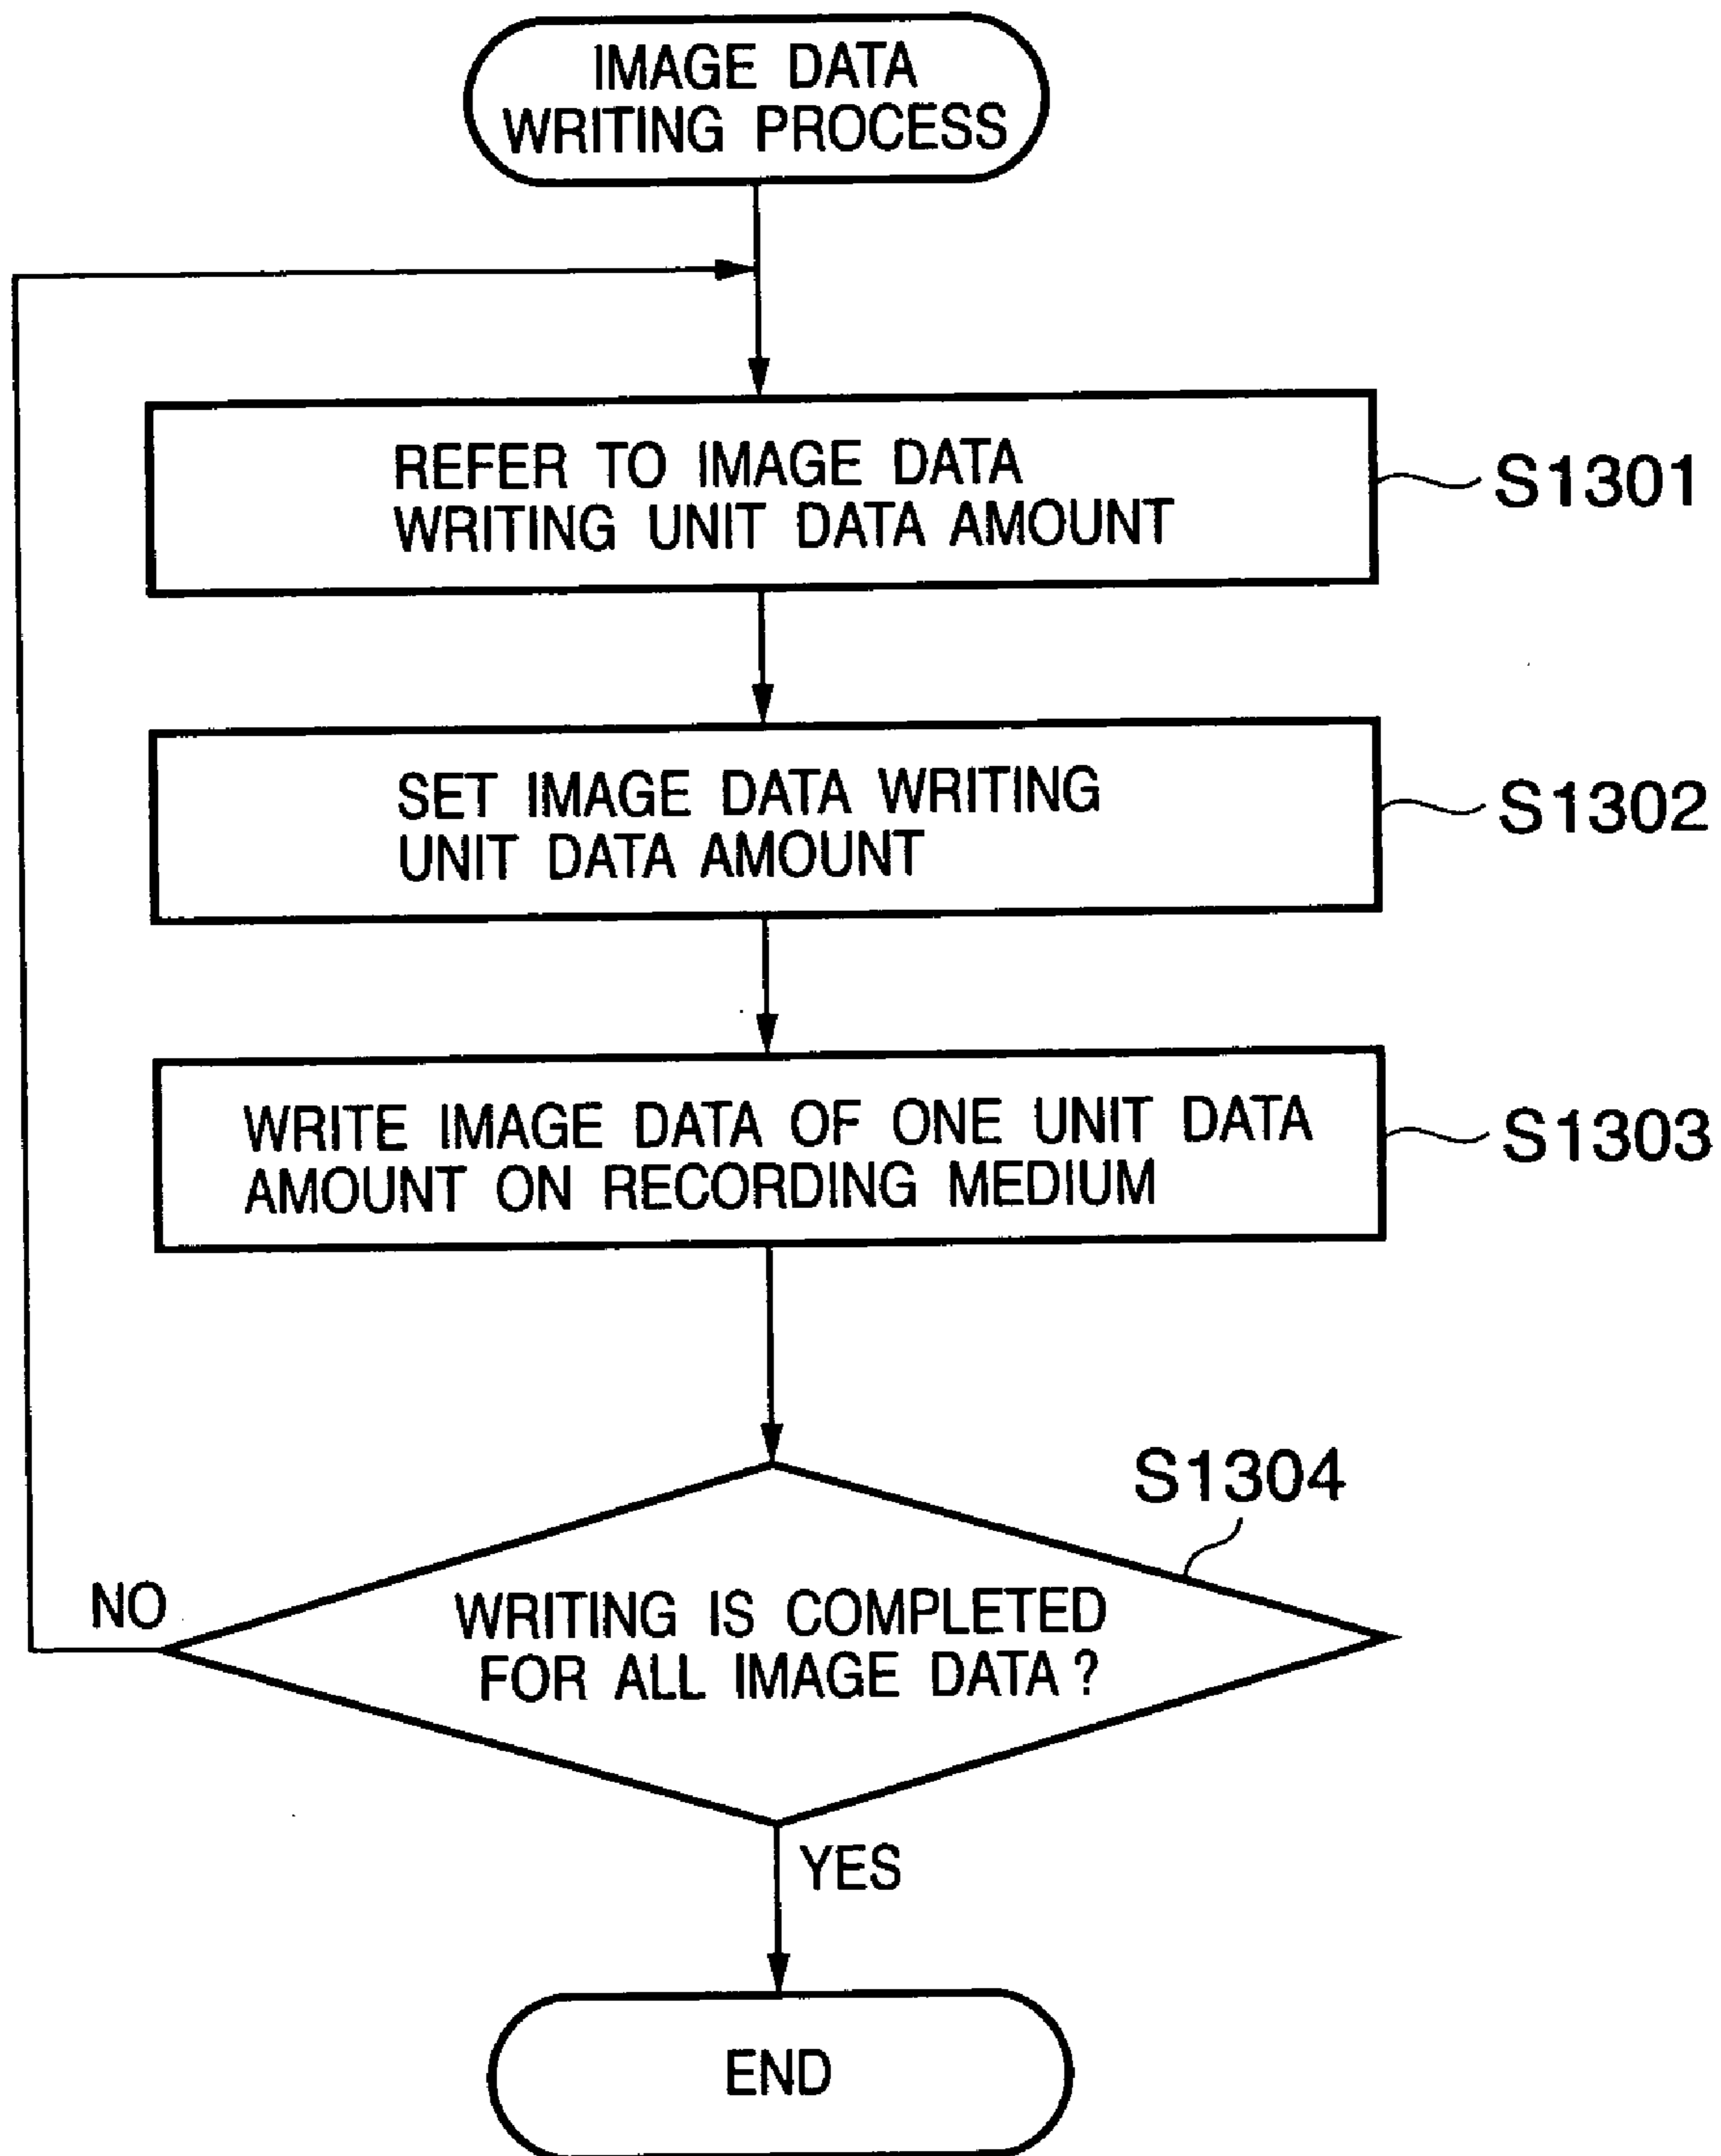 IMAGE DATA
WRITING PROCESS
REFER TO IMAGE DATA
WRITING UNIT DATA AMOUNT
S1301
SET IMAGE DATA WRITING
UNIT DATA AMOUNT
S1302
WRITE IMAGE DATA OF ONE UNIT DATA
AMOUNT ON RECORDING MEDIUM
S1303
S1304
NO
WRITING IS COMPLETED
FOR ALL IMAGE DATA?
YES
END